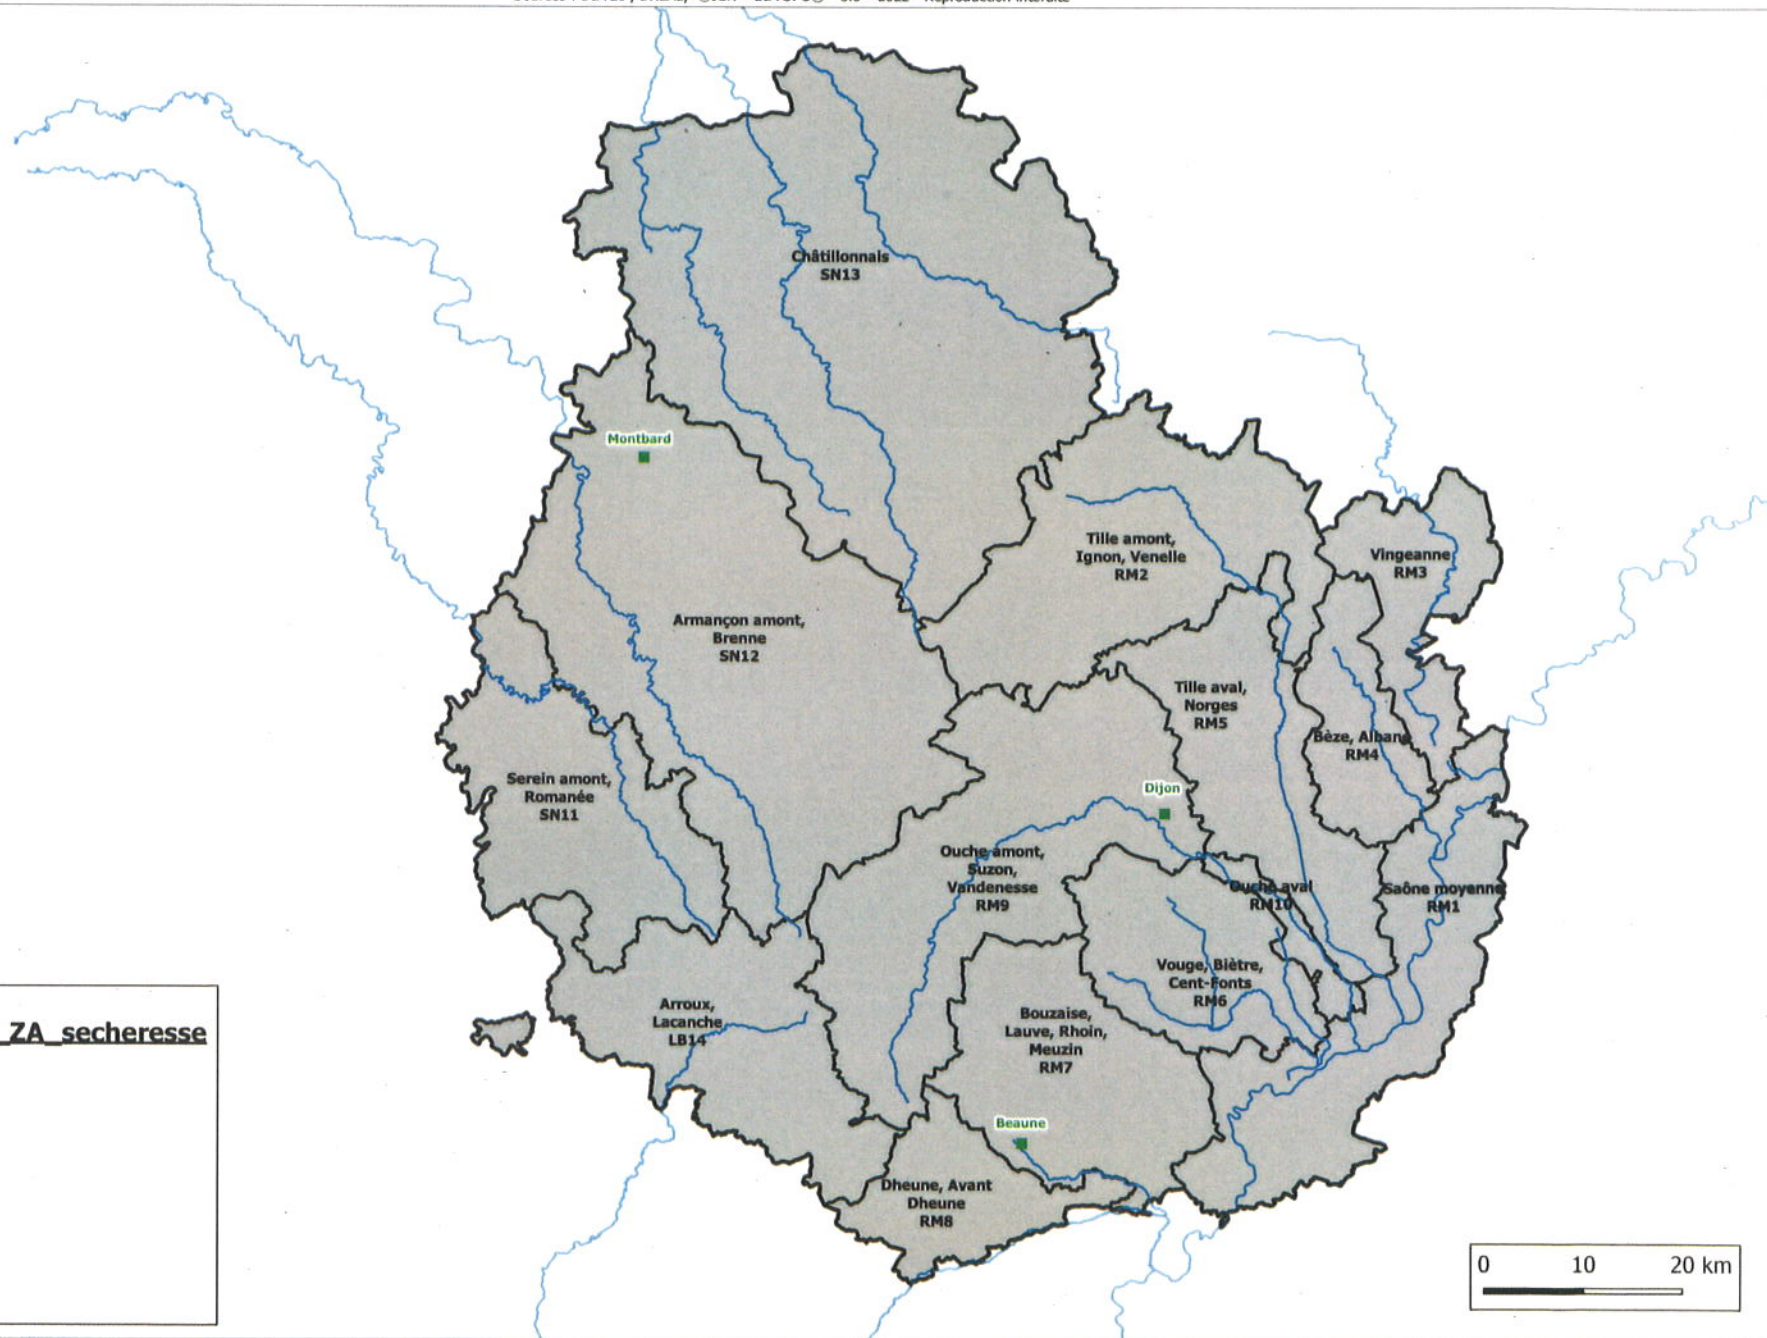 Châtillonnais
SN13
Montbard
Tille amont,
Ignon, Venelle
RM2
Vingeanne
RM3
Armançon amont,
Brenne
SN12
Tille aval,
Norges
RM5
Bèze, Albane
RM4
Serein amont,
Romanée
SN11
Dijon
Ouche amont,
Suzon,
Vandenesse
RM9
Ouche aval
RM10
Saône moyenne
RM1
Vouge, Biètre,
Cent-Fonts
RM6
Arroux,
Lacanche
LB14
Bouzaise,
Lauve, Rhoin,
Meuzin
RM7
_ZA_secheresse
Beaune
Dheune, Avant
Dheune
RM8
0 10 20 km